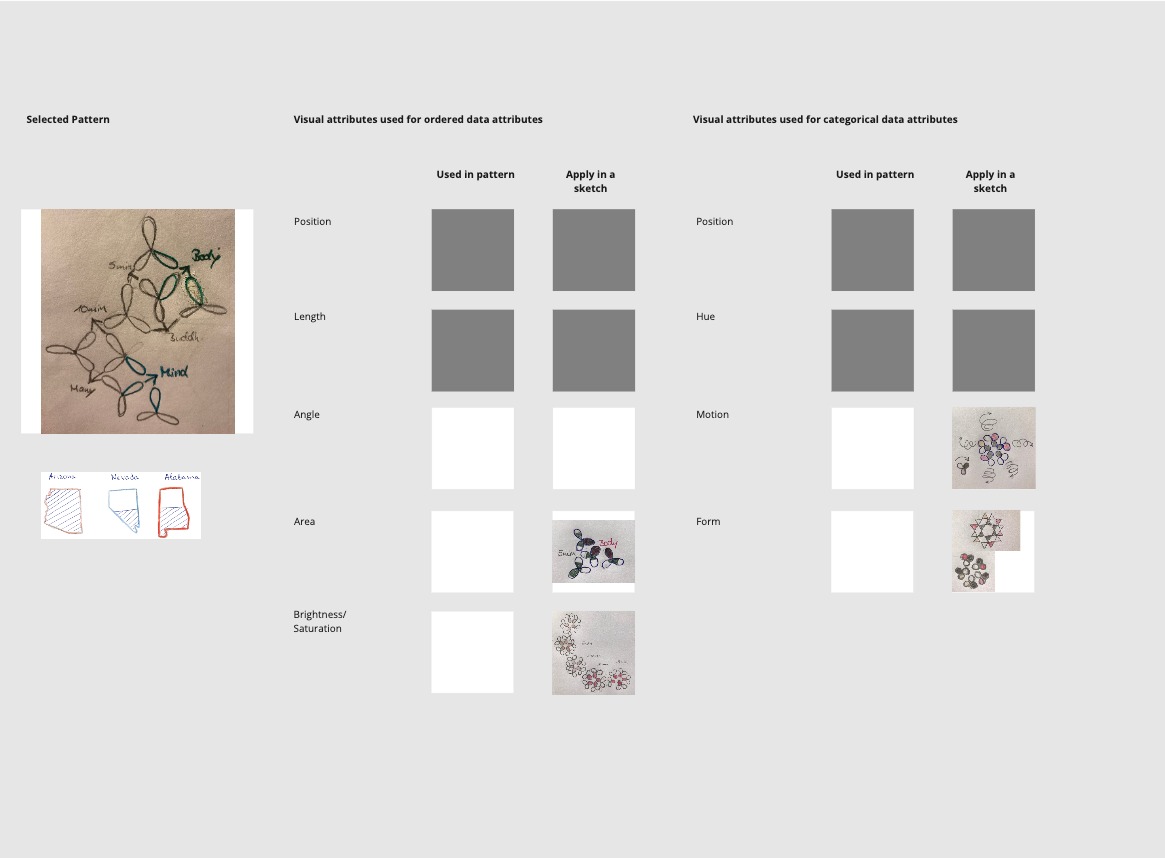 Selected Pattern
Visual attributes used for ordered data attributes
Visual attributes used for categorical data attributes
Used in pattern
Apply in a
sketch
Used in pattern
Apply in a
sketch
Position
Position
Body
5min
10min
Buddh.
Many
Mind
Length
Hue
Angle
Motion
Arizona
Nevada
Alabama
Area
5min
Body
Form
Brightness/
Saturation